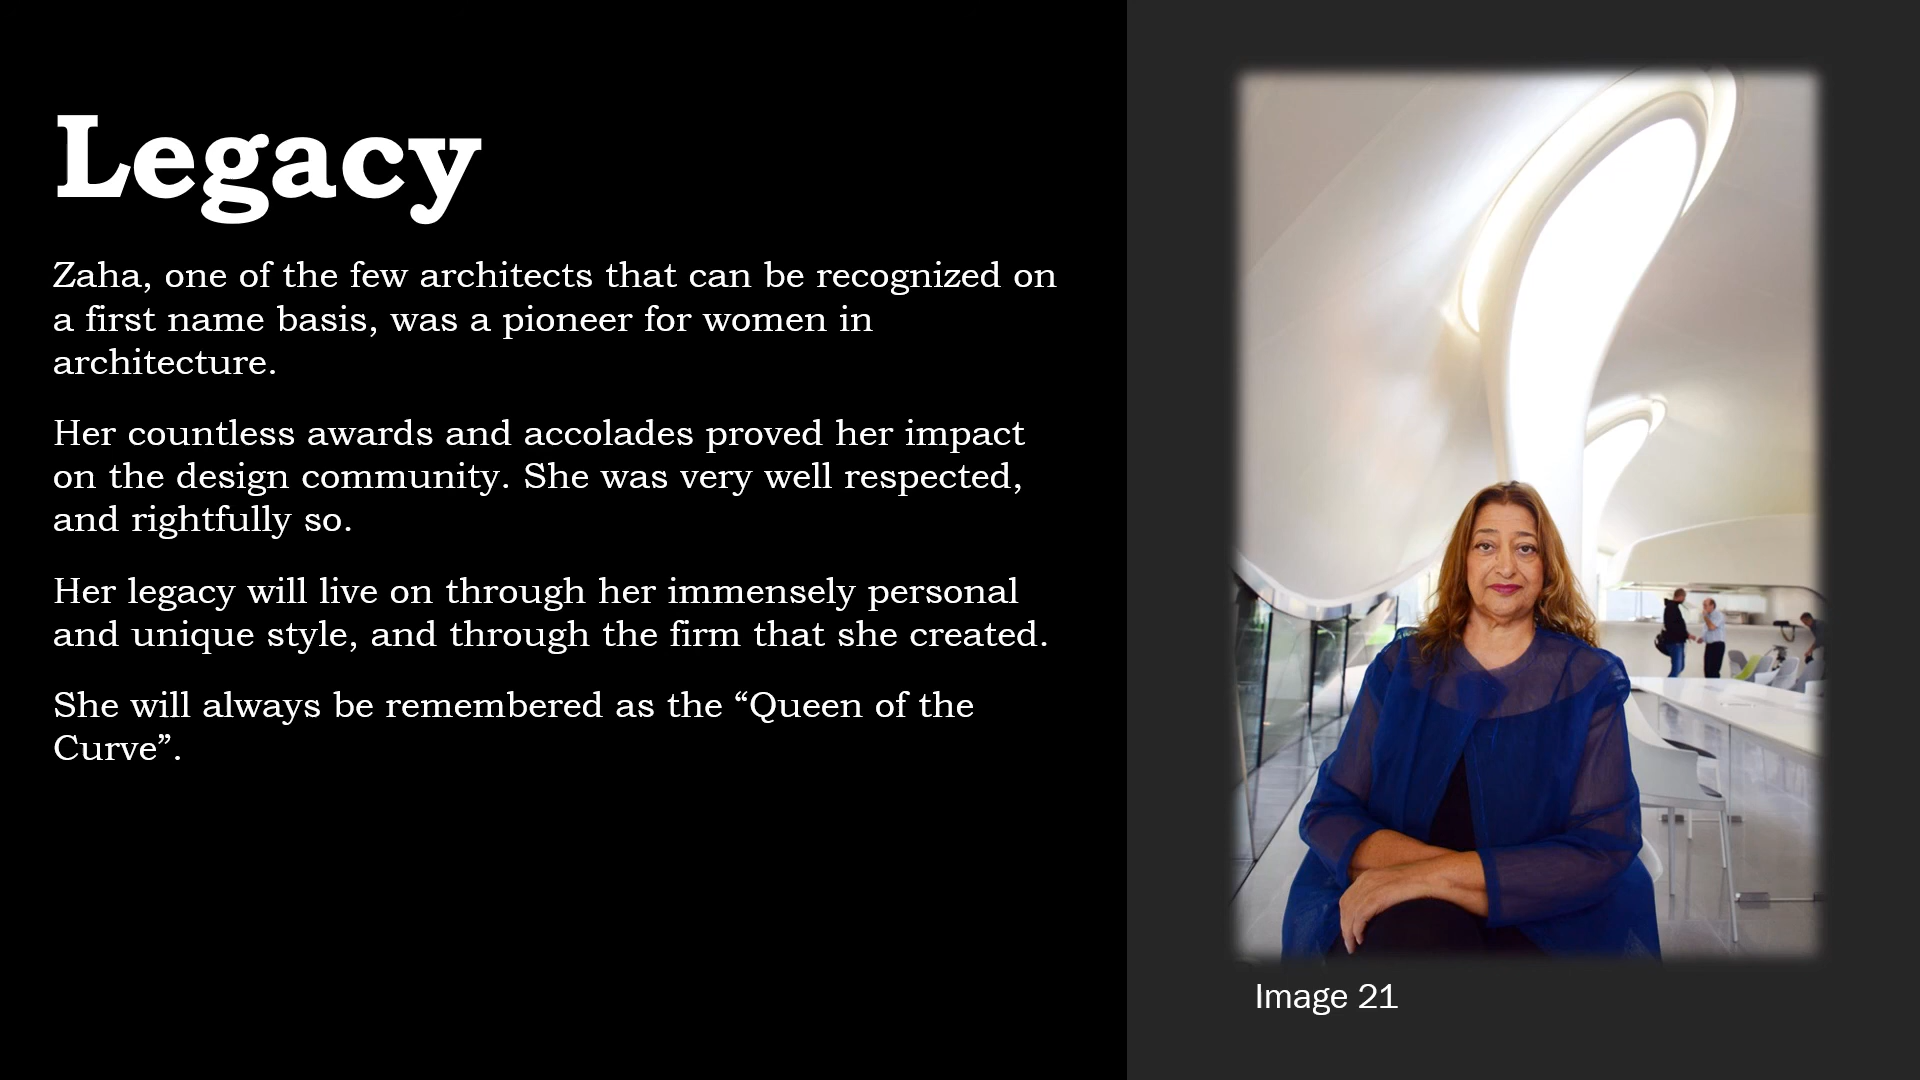 Legacy
Zaha, one of the few architects that can be recognized on
a first name basis, was a pioneer for women in
architecture.
Her countless awards and accolades proved her impact
on the design community. She was very well respected,
and rightfully so.
Her legacy will live on through her immensely personal
and unique style, and through the firm that she created.
She will always be remembered as the “Queen of the
Curve”.
Image 21